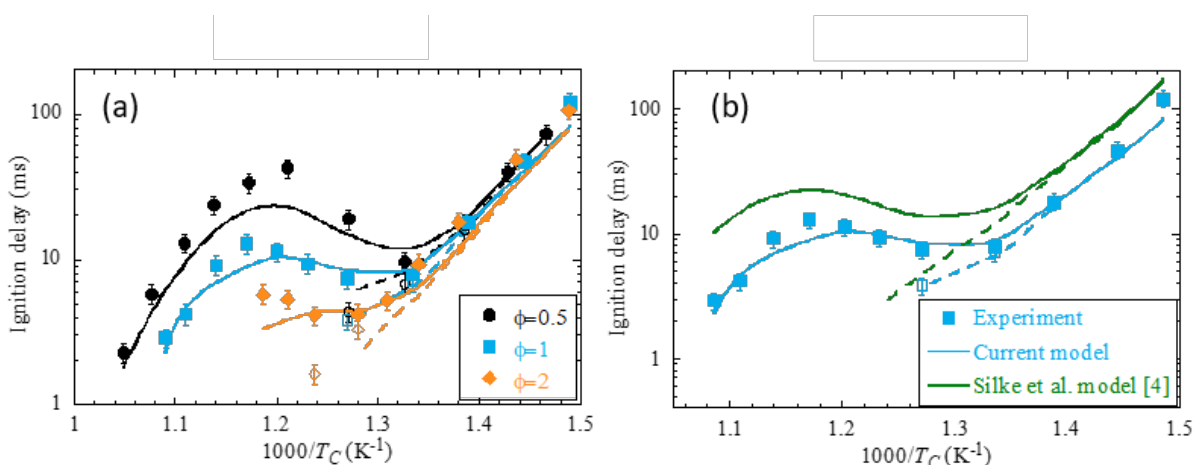 (a)
Ignition delay (ms)
100
10
1
1 1.1 1.2 1.3 1.4 1.5
1000/T_C (K⁻¹)
ϕ=0.5
ϕ=1
ϕ=2
(b)
Ignition delay (ms)
100
10
1
1.1 1.2 1.3 1.4 1.5
1000/T_C (K⁻¹)
Experiment
Current model
Silke et al. model [4]